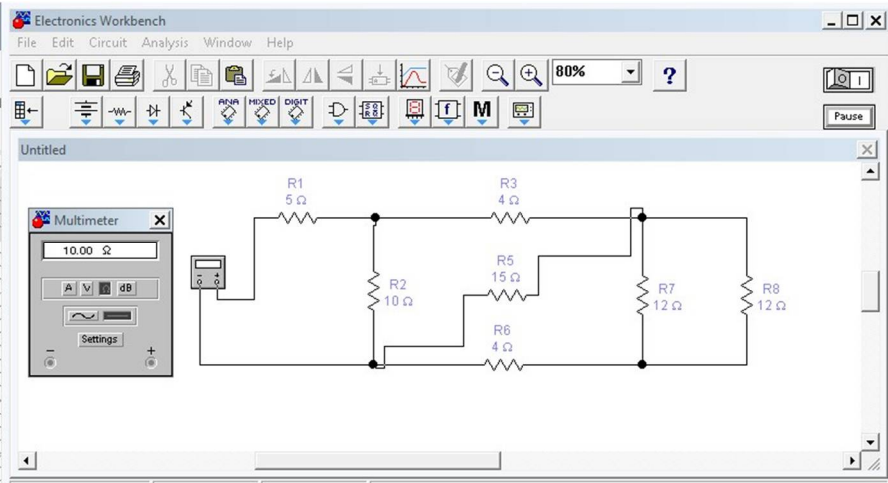 Electronics Workbench
File Edit Circuit Analysis Window Help
80%
?
ANA MIXED DIGIT
f
M
Pause
Untitled
Multimeter
10.00 Ω
A V Ω dB
Settings
- +
- +
R1
5 Ω
R3
4 Ω
R2
10 Ω
R5
15 Ω
R6
4 Ω
R7
12 Ω
R8
12 Ω